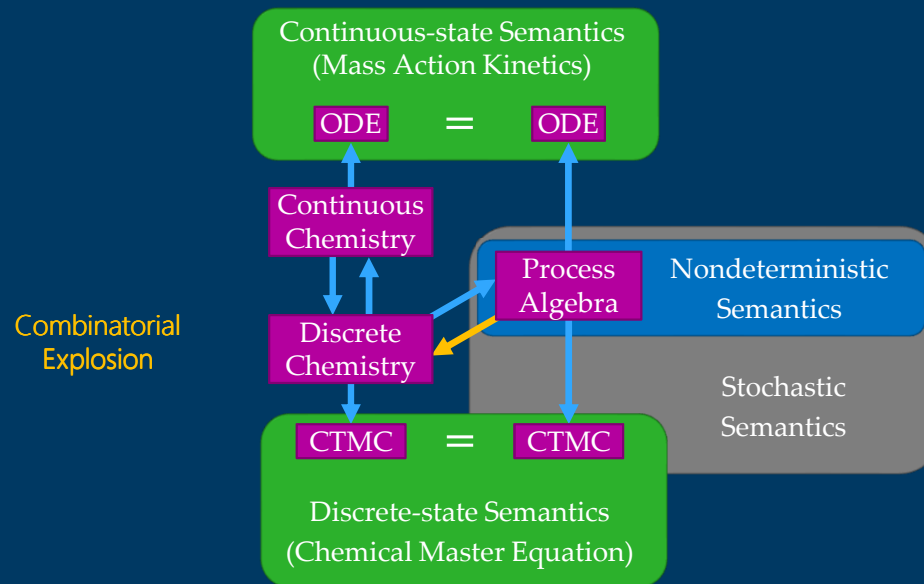 Continuous-state Semantics
(Mass Action Kinetics)
ODE = ODE
Continuous
Chemistry
Process
Algebra
Nondeterministic
Semantics
Combinatorial
Explosion
Discrete
Chemistry
Stochastic
Semantics
CTMC = CTMC
Discrete-state Semantics
(Chemical Master Equation)